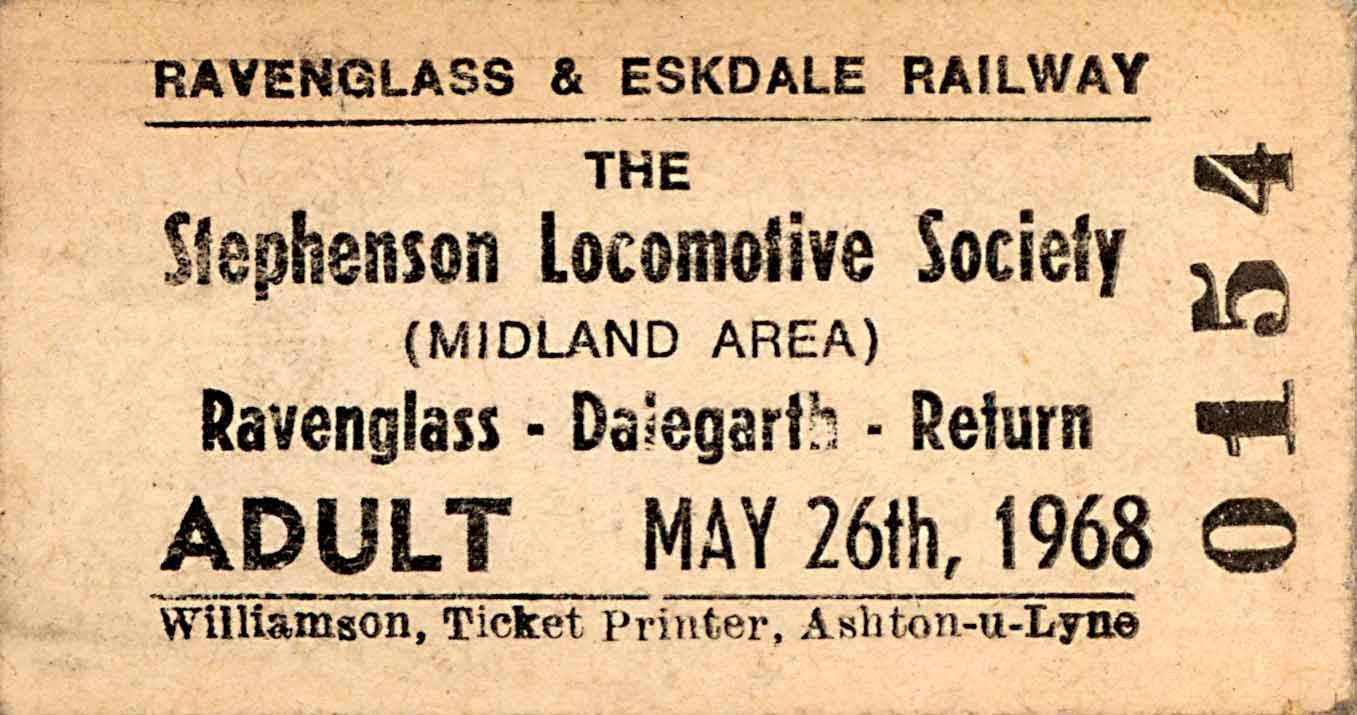 RAVENGLASS & ESKDALE RAILWAY
THE
Stephenson Locomotive Society
(MIDLAND AREA)
Ravenglass - Dalegarth - Return
ADULT MAY 26th, 1968
Williamson, Ticket Printer, Ashton-u-Lyne
0154